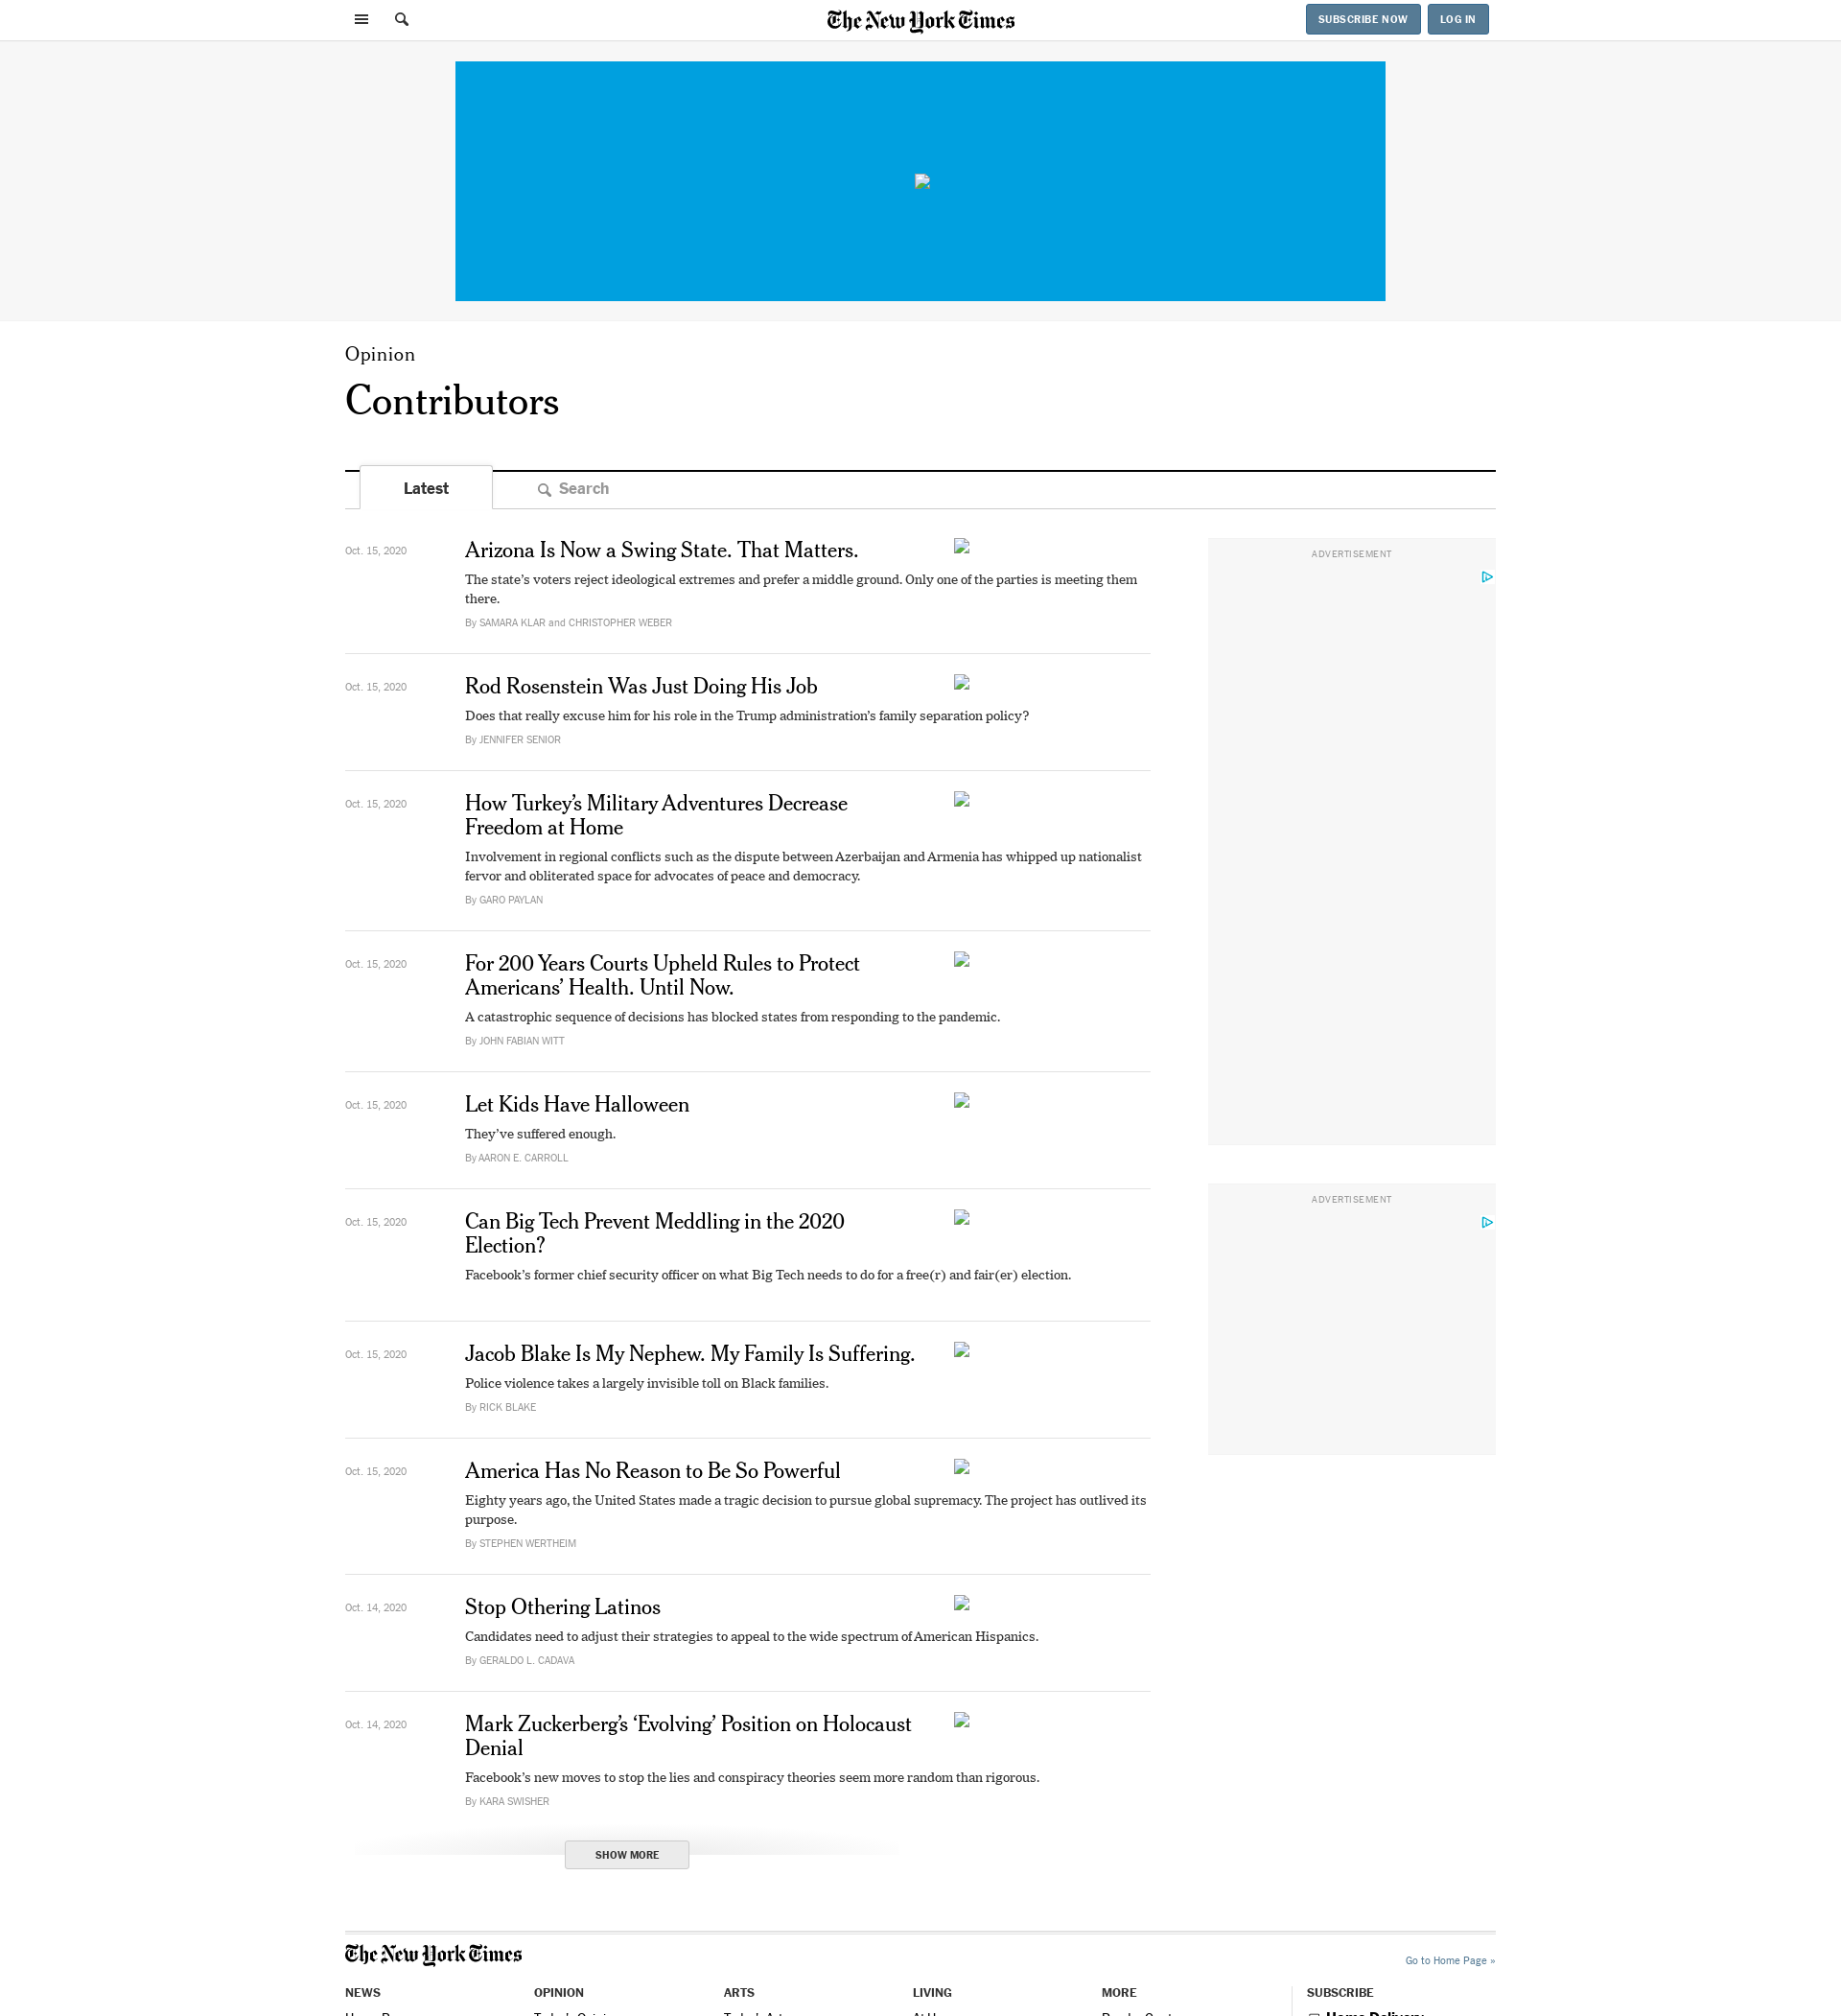 The New York Times
SUBSCRIBE NOW
LOG IN
Opinion
Contributors
Latest
Search
Oct. 15, 2020
Arizona Is Now a Swing State. That Matters.
The state’s voters reject ideological extremes and prefer a middle ground. Only one of the parties is meeting them
there.
By SAMARA KLAR and CHRISTOPHER WEBER
ADVERTISEMENT
Oct. 15, 2020
Rod Rosenstein Was Just Doing His Job
Does that really excuse him for his role in the Trump administration’s family separation policy?
By JENNIFER SENIOR
Oct. 15, 2020
How Turkey’s Military Adventures Decrease
Freedom at Home
Involvement in regional conflicts such as the dispute between Azerbaijan and Armenia has whipped up nationalist
fervor and obliterated space for advocates of peace and democracy.
By GARO PAYLAN
Oct. 15, 2020
For 200 Years Courts Upheld Rules to Protect
Americans’ Health. Until Now.
A catastrophic sequence of decisions has blocked states from responding to the pandemic.
By JOHN FABIAN WITT
Oct. 15, 2020
Let Kids Have Halloween
They’ve suffered enough.
By AARON E. CARROLL
ADVERTISEMENT
Oct. 15, 2020
Can Big Tech Prevent Meddling in the 2020
Election?
Facebook’s former chief security officer on what Big Tech needs to do for a free(r) and fair(er) election.
Oct. 15, 2020
Jacob Blake Is My Nephew. My Family Is Suffering.
Police violence takes a largely invisible toll on Black families.
By RICK BLAKE
Oct. 15, 2020
America Has No Reason to Be So Powerful
Eighty years ago, the United States made a tragic decision to pursue global supremacy. The project has outlived its
purpose.
By STEPHEN WERTHEIM
Oct. 14, 2020
Stop Othering Latinos
Candidates need to adjust their strategies to appeal to the wide spectrum of American Hispanics.
By GERALDO L. CADAVA
Oct. 14, 2020
Mark Zuckerberg’s ‘Evolving’ Position on Holocaust
Denial
Facebook’s new moves to stop the lies and conspiracy theories seem more random than rigorous.
By KARA SWISHER
SHOW MORE
The New York Times
Go to Home Page »
NEWS
OPINION
ARTS
LIVING
MORE
SUBSCRIBE
Home Delivery